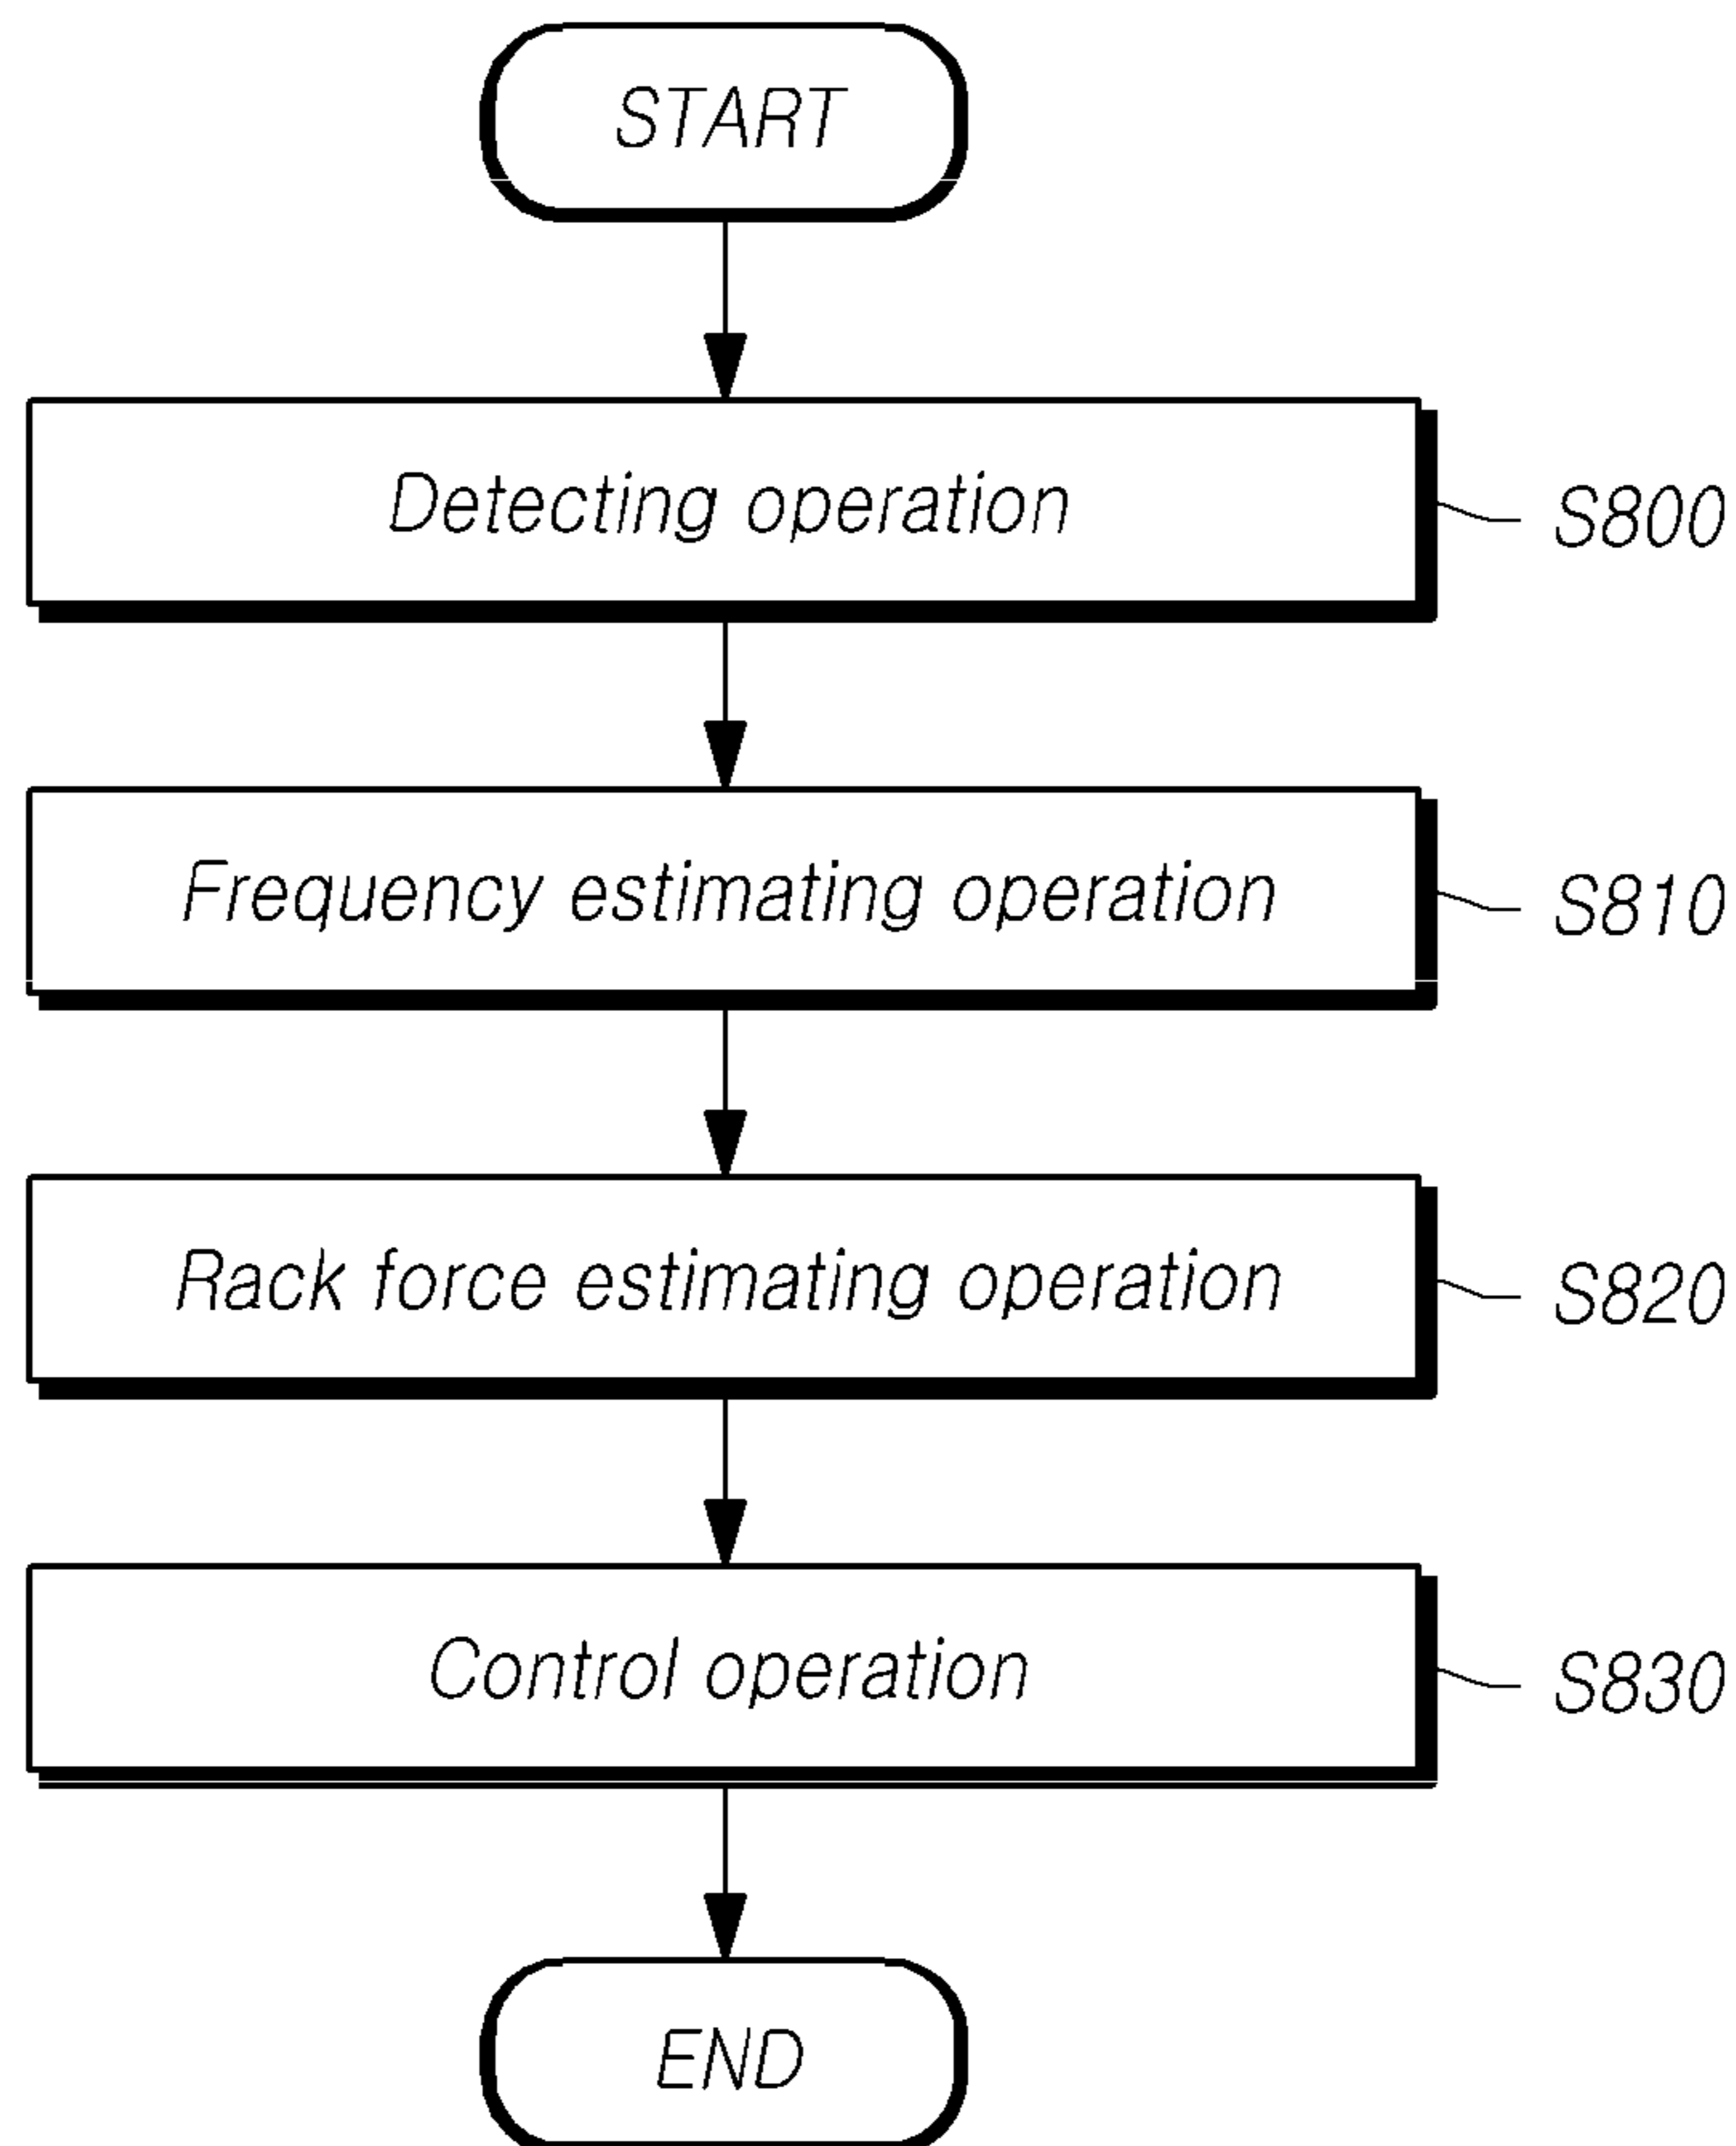 START
Detecting operation
S800
Frequency estimating operation
S810
Rack force estimating operation
S820
Control operation
S830
END